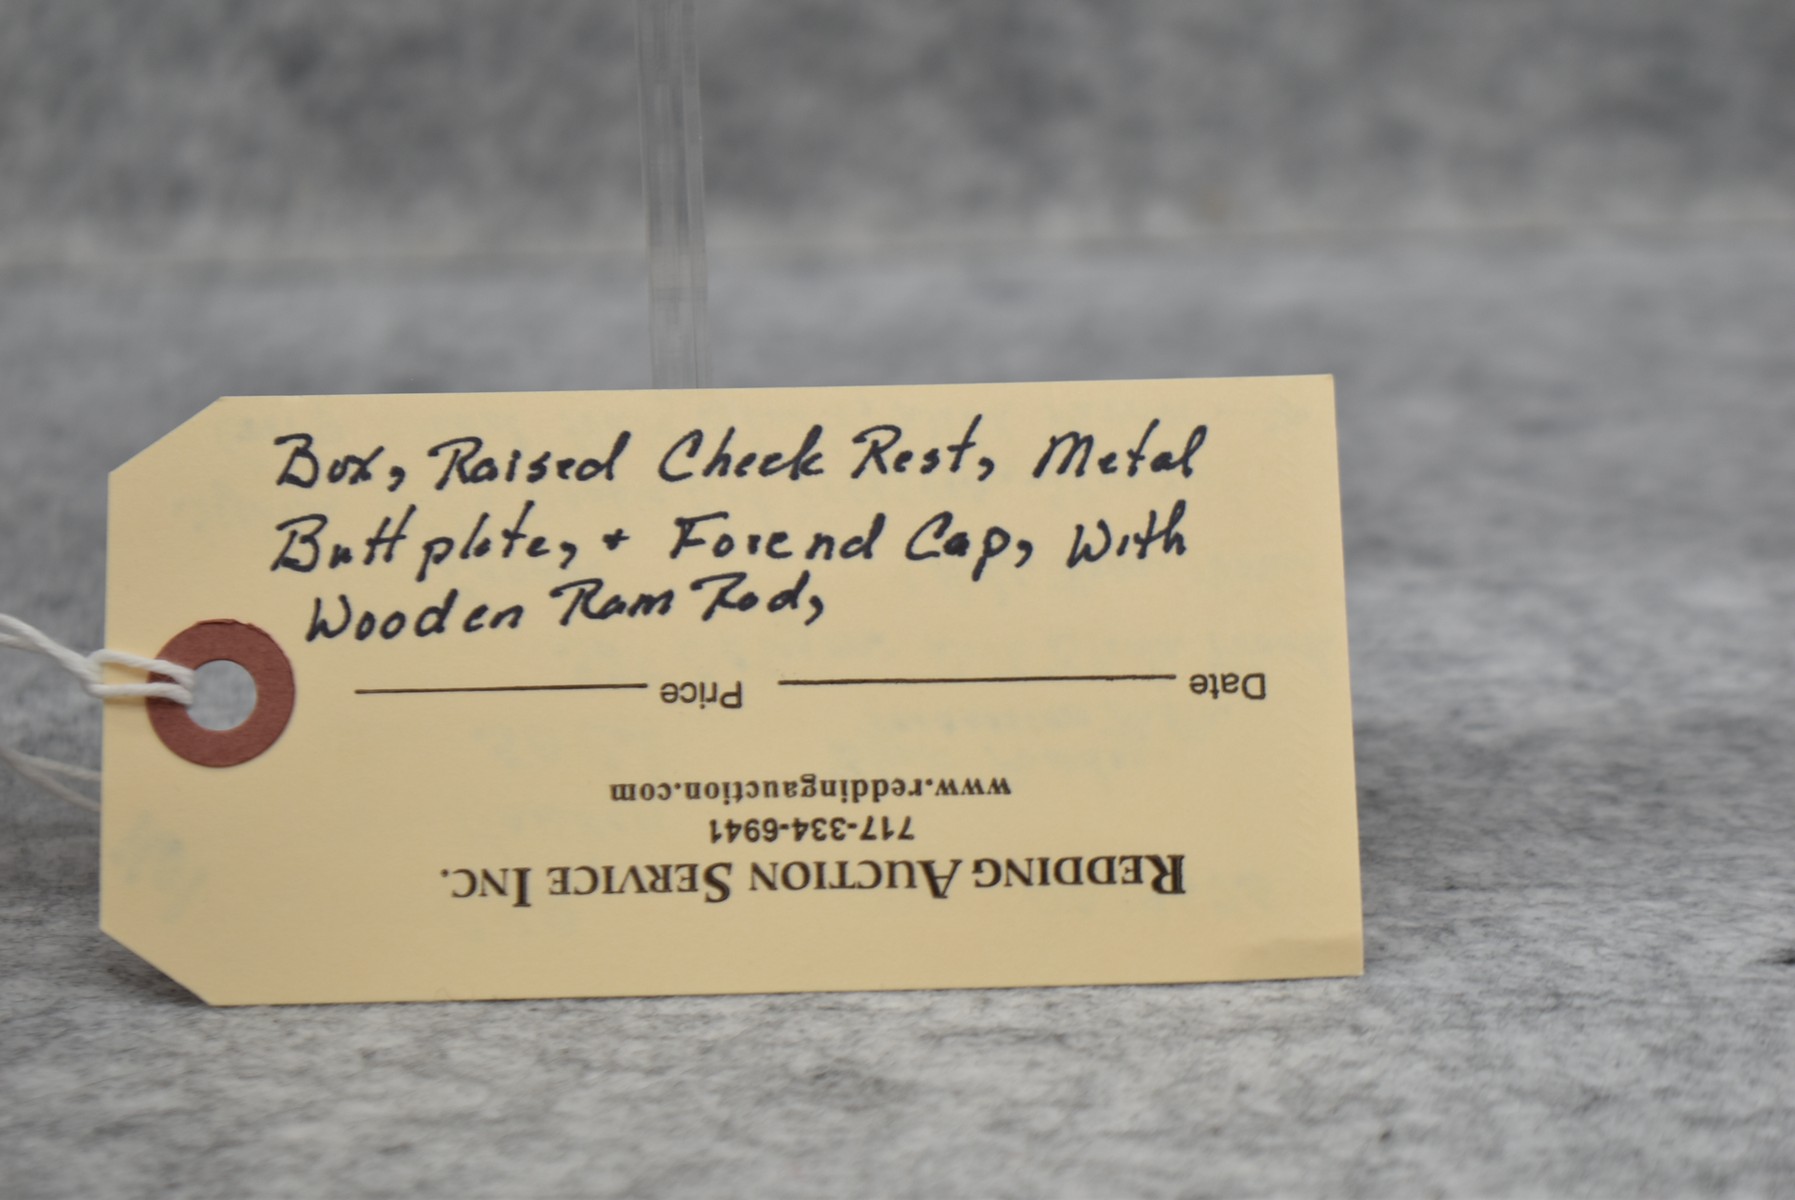 Box, Raised Cheek Rest, Metal
Buttplate, + Forend Cap, With
Wooden Ram Rod,
REDDING AUCTION SERVICE INC.
717-334-6941
www.reddingauction.com
Date Price